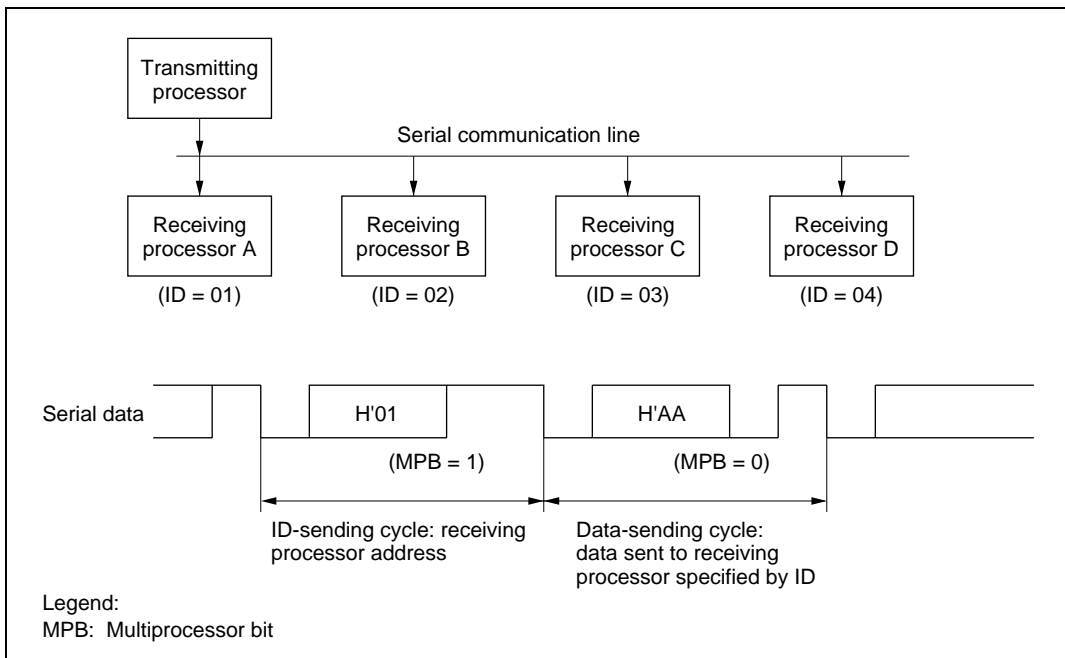 Transmitting
processor
Serial communication line
Receiving
processor A
Receiving
processor B
Receiving
processor C
Receiving
processor D
(ID = 01)
(ID = 02)
(ID = 03)
(ID = 04)
Serial data
H'01
H'AA
(MPB = 1)
(MPB = 0)
ID-sending cycle: receiving
processor address
Data-sending cycle:
data sent to receiving
processor specified by ID
Legend:
MPB: Multiprocessor bit